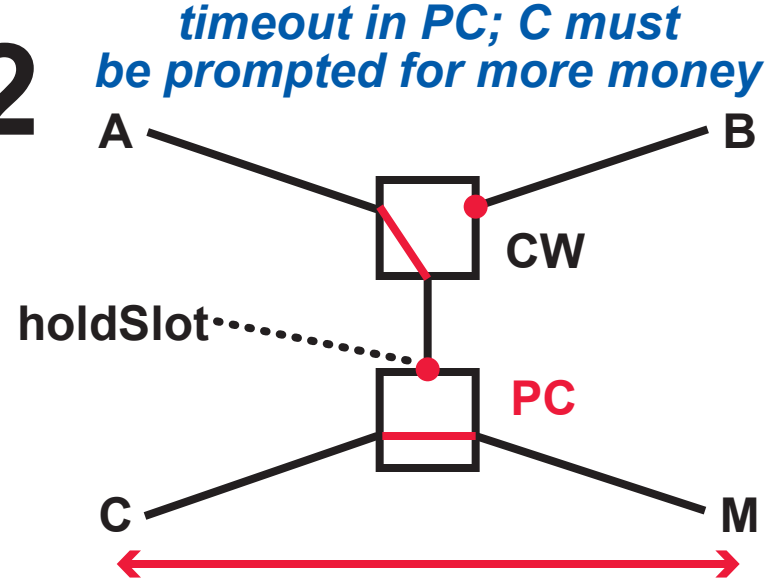 2
timeout in PC; C must
be prompted for more money
A
B
CW
holdSlot
PC
C
M